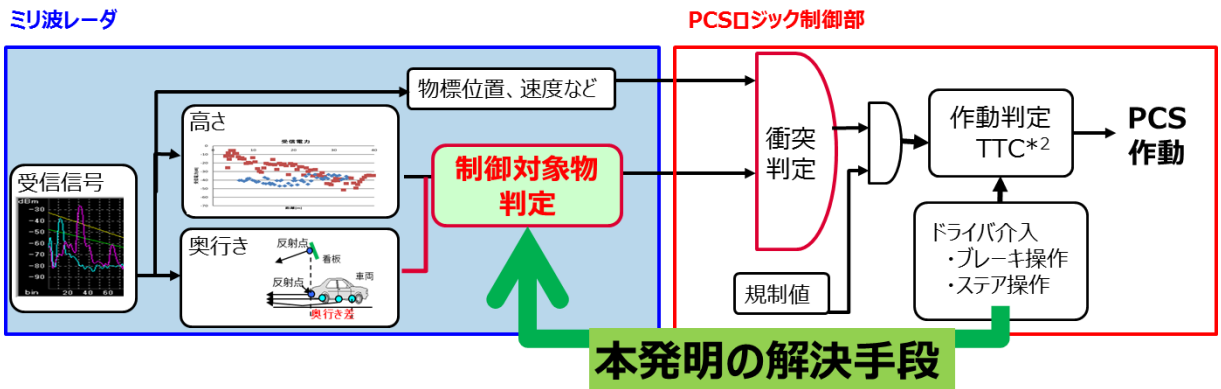 ミリ波レーダ
PCSロジック制御部
物標位置、速度など
高さ
受信電力
制御対象物
判定
受信信号
dBm
-30
-40
-50
-60
-70
-80
-90
bin 20 40 60
奥行き
反射点
看板
車両
反射点
奥行き差
衝突
判定
規制値
作動判定
TTC*2
PCS
作動
ドライバ介入
・ブレーキ操作
・ステア操作
本発明の解決手段